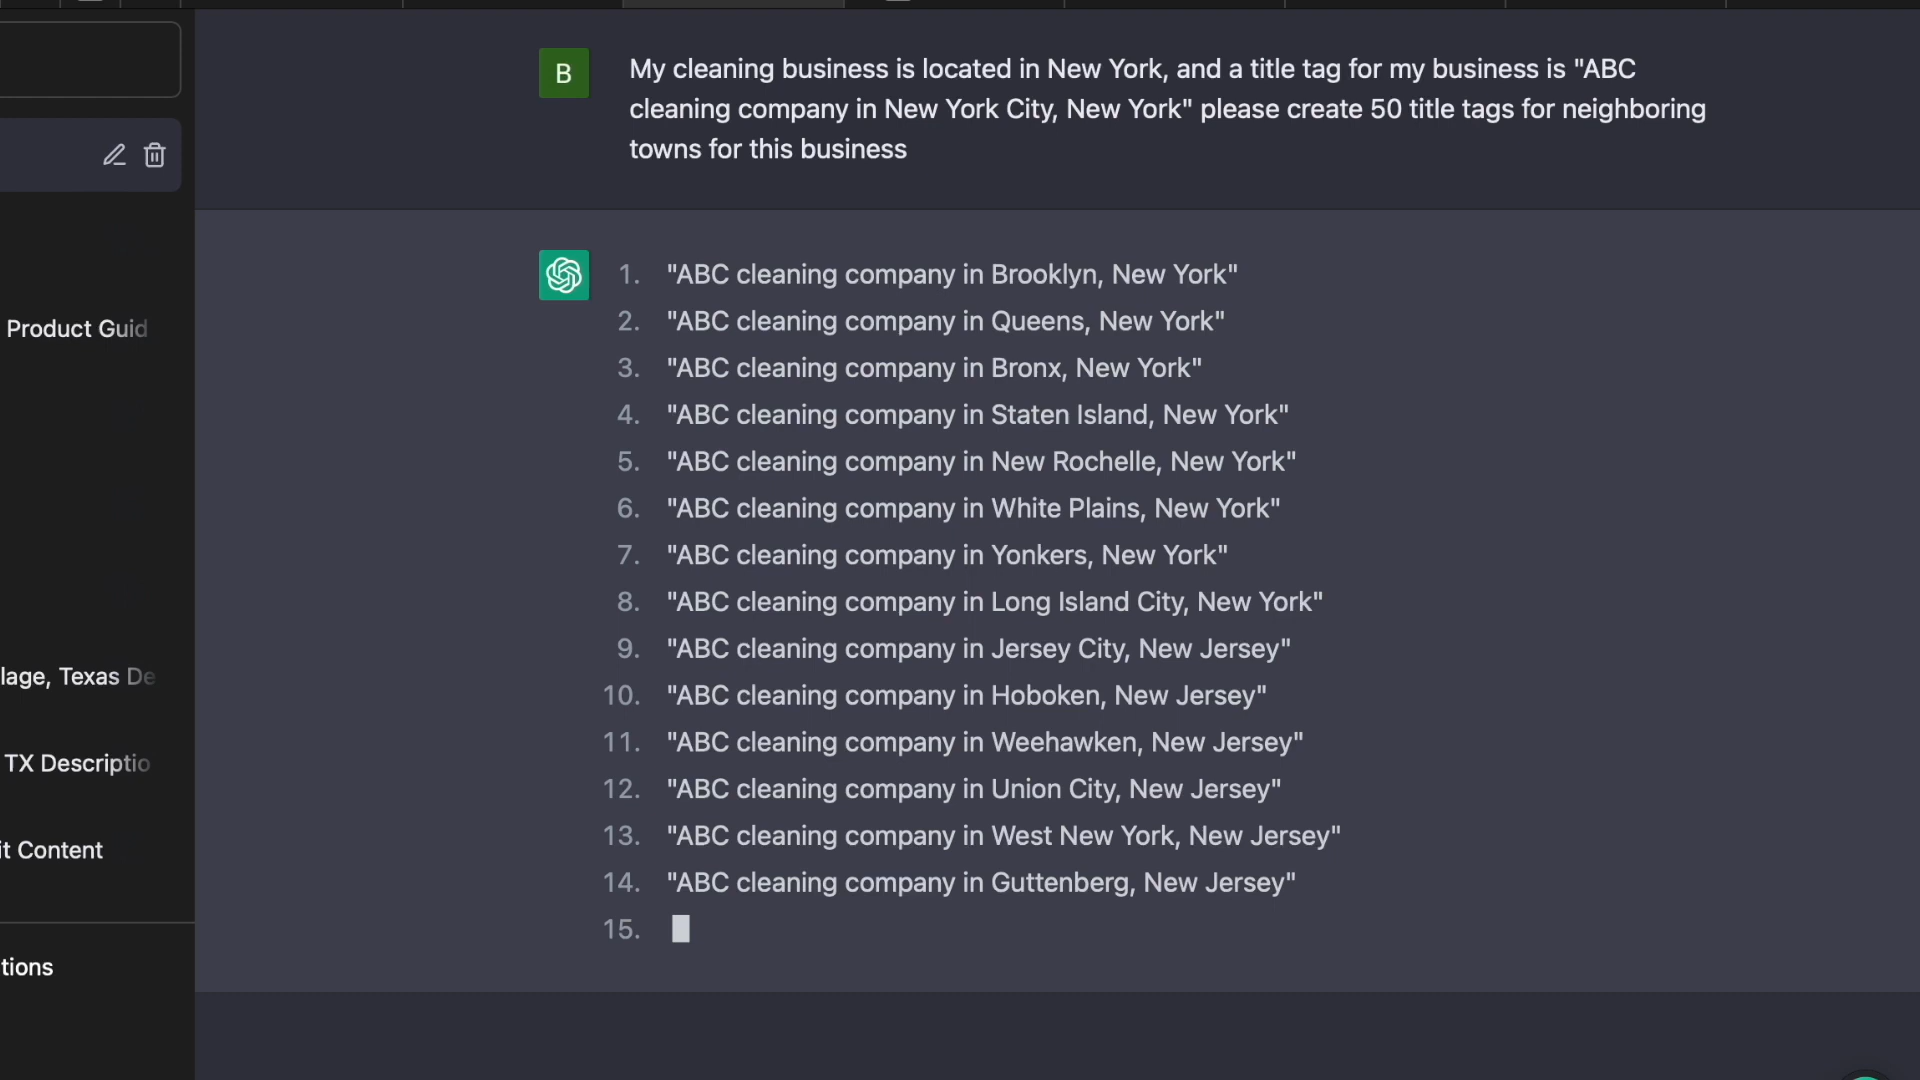 B
My cleaning business is located in New York, and a title tag for my business is "ABC
cleaning company in New York City, New York" please create 50 title tags for neighboring
towns for this business
Product Guid
lage, Texas De
TX Descriptio
it Content
tions
1. "ABC cleaning company in Brooklyn, New York"
2. "ABC cleaning company in Queens, New York"
3. "ABC cleaning company in Bronx, New York"
4. "ABC cleaning company in Staten Island, New York"
5. "ABC cleaning company in New Rochelle, New York"
6. "ABC cleaning company in White Plains, New York"
7. "ABC cleaning company in Yonkers, New York"
8. "ABC cleaning company in Long Island City, New York"
9. "ABC cleaning company in Jersey City, New Jersey"
10. "ABC cleaning company in Hoboken, New Jersey"
11. "ABC cleaning company in Weehawken, New Jersey"
12. "ABC cleaning company in Union City, New Jersey"
13. "ABC cleaning company in West New York, New Jersey"
14. "ABC cleaning company in Guttenberg, New Jersey"
15.